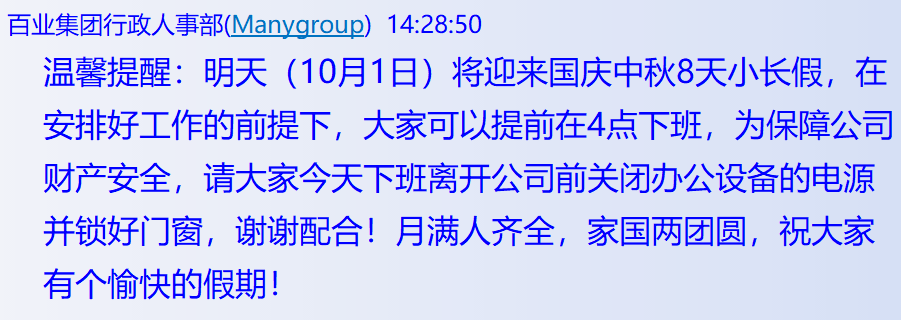 百业集团行政人事部(Manygroup) 14:28:50
温馨提醒：明天（10月1日）将迎来国庆中秋8天小长假，在
安排好工作的前提下，大家可以提前在4点下班，为保障公司
财产安全，请大家今天下班离开公司前关闭办公设备的电源
并锁好门窗，谢谢配合！月满人齐全，家国两团圆，祝大家
有个愉快的假期！